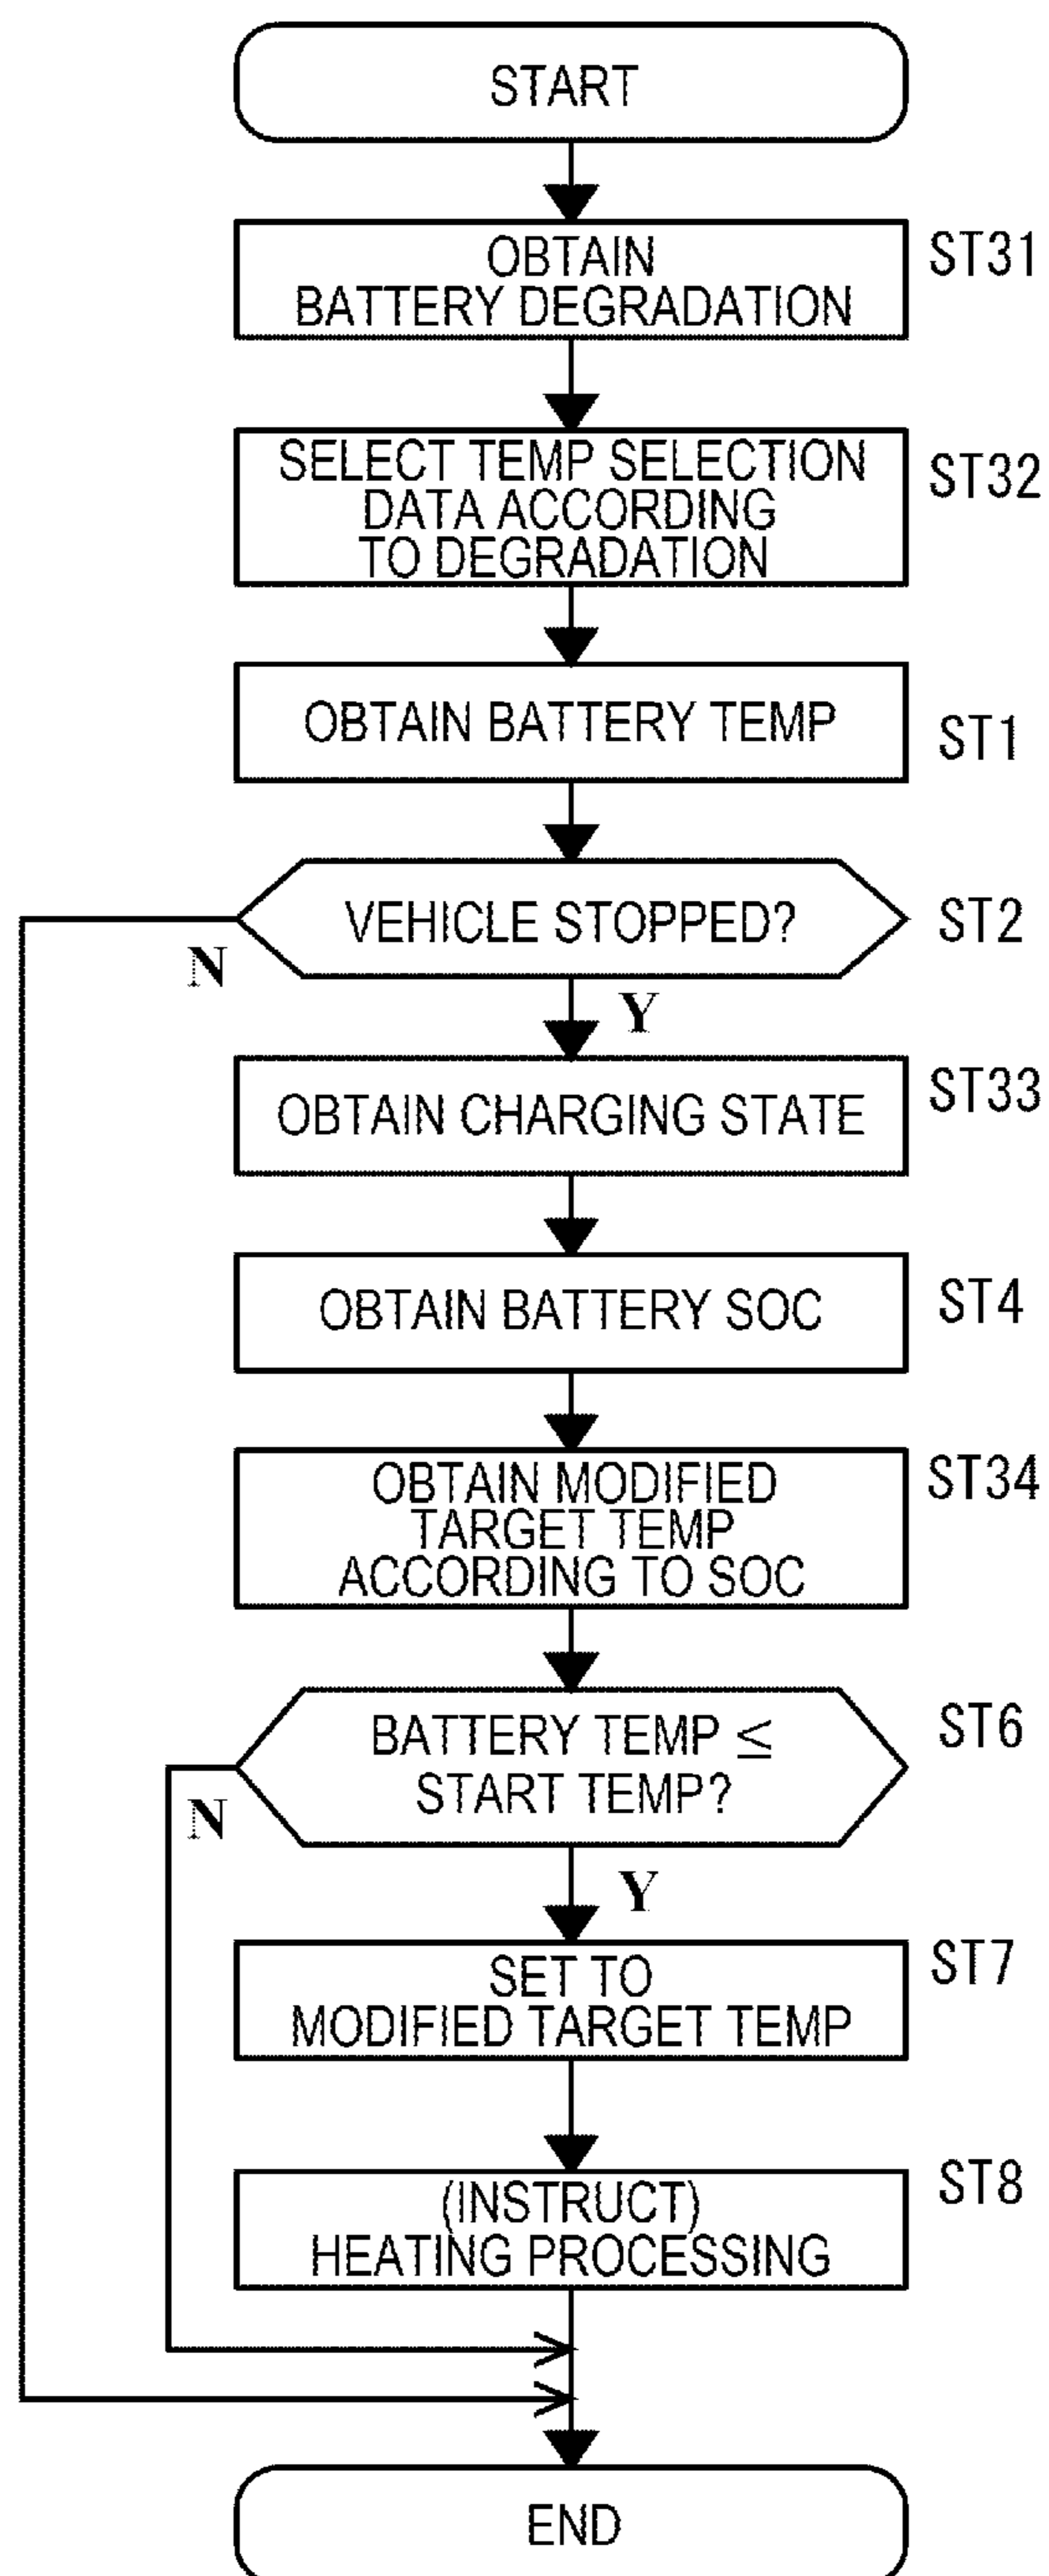 START
OBTAIN
BATTERY DEGRADATION
ST31
SELECT TEMP SELECTION
DATA ACCORDING
TO DEGRADATION
ST32
OBTAIN BATTERY TEMP
ST1
VEHICLE STOPPED?
ST2
N
Y
OBTAIN CHARGING STATE
ST33
OBTAIN BATTERY SOC
ST4
OBTAIN MODIFIED
TARGET TEMP
ACCORDING TO SOC
ST34
BATTERY TEMP ≤
START TEMP?
ST6
N
Y
SET TO
MODIFIED TARGET TEMP
ST7
(INSTRUCT)
HEATING PROCESSING
ST8
END